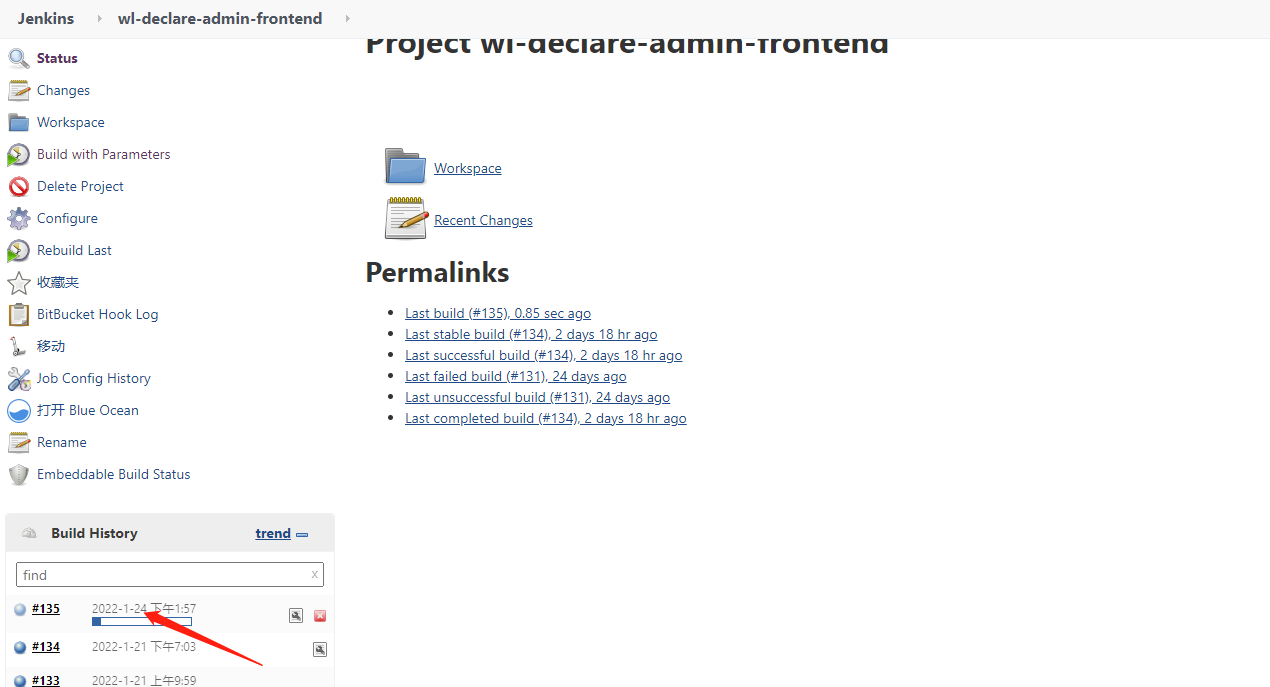 Jenkins
wl-declare-admin-frontend
Project wl-declare-admin-frontend
Status
Changes
Workspace
Build with Parameters
Delete Project
Configure
Rebuild Last
收藏夹
BitBucket Hook Log
移动
Job Config History
打开 Blue Ocean
Rename
Embeddable Build Status
Workspace
Recent Changes
Permalinks
Last build (#135), 0.85 sec ago
Last stable build (#134), 2 days 18 hr ago
Last successful build (#134), 2 days 18 hr ago
Last failed build (#131), 24 days ago
Last unsuccessful build (#131), 24 days ago
Last completed build (#134), 2 days 18 hr ago
Build History
trend
find
x
#135 2022-1-24 下午1:57
#134 2022-1-21 下午7:03
#133 2022-1-21 上午9:59